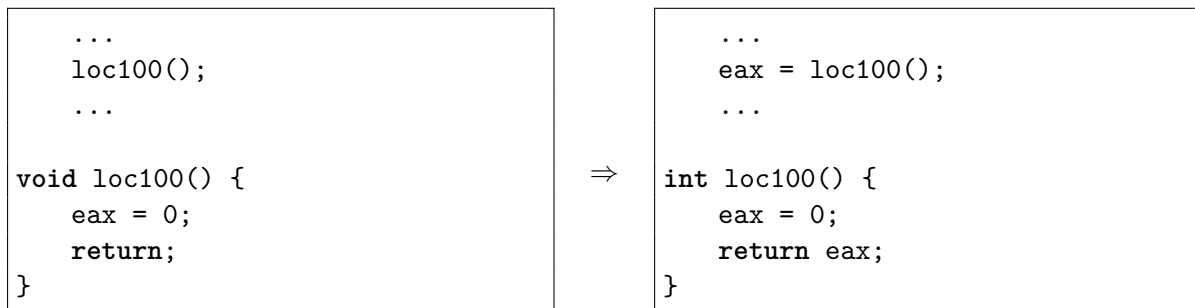 ...
loc100();
...
void loc100() {
eax = 0;
return;
}
⇒
...
eax = loc100();
...
int loc100() {
eax = 0;
return eax;
}